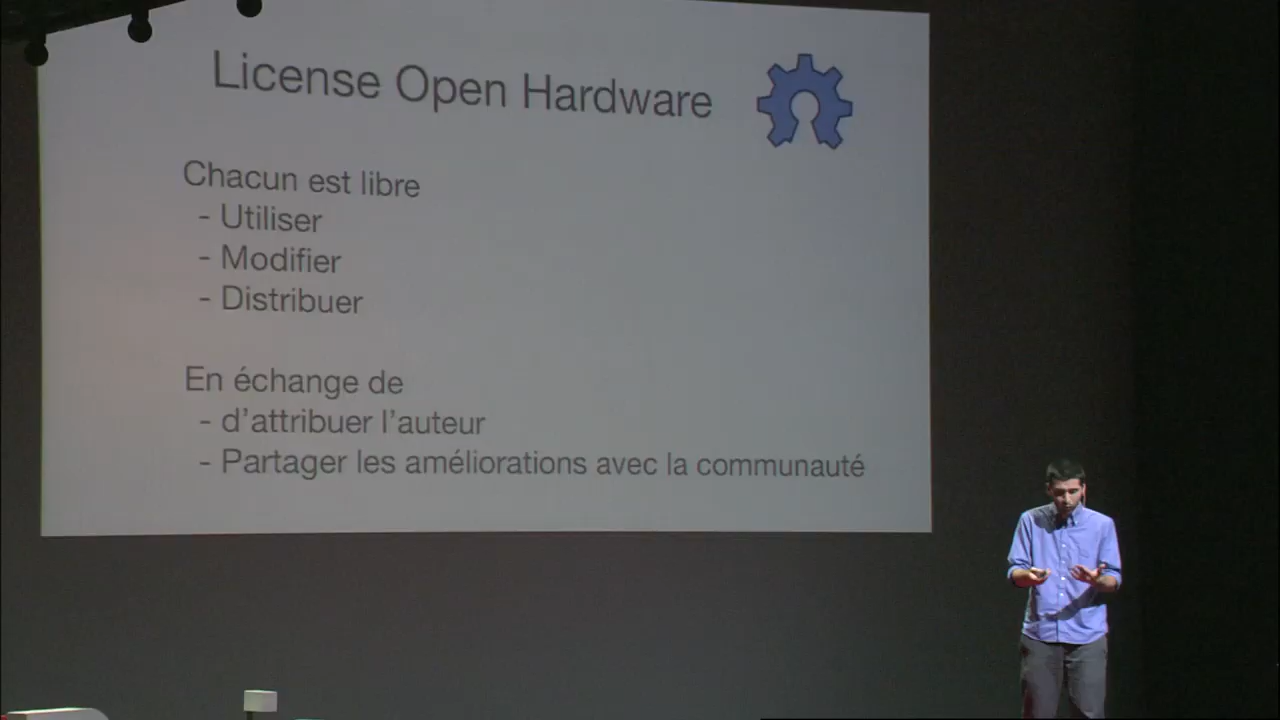 License Open Hardware
Chacun est libre
- Utiliser
- Modifier
- Distribuer
En échange de
- d'attribuer l'auteur
- Partager les améliorations avec la communauté